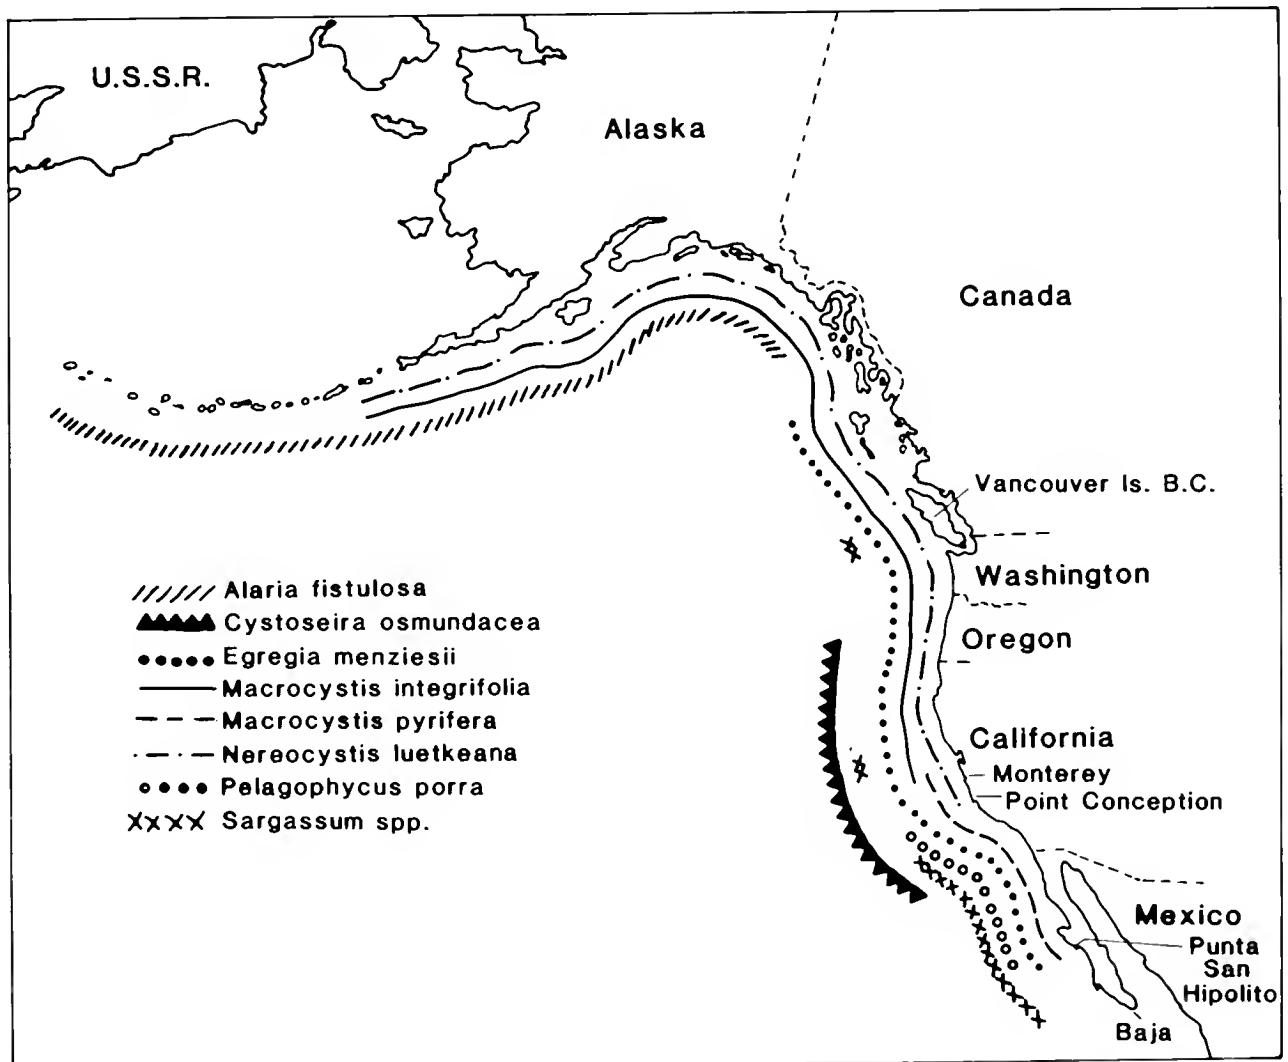 U.S.S.R.
Alaska
Canada
Vancouver Is. B.C.
Washington
Oregon
California
Monterey
Point Conception
Mexico
Punta
San
Hipolito
Baja
Alaria fistulosa
Cystoseira osmundacea
Egregia menziesii
Macrocystis integrifolia
Macrocystis pyrifera
Nereocystis luetkeana
Pelagophycus porra
Sargassum spp.